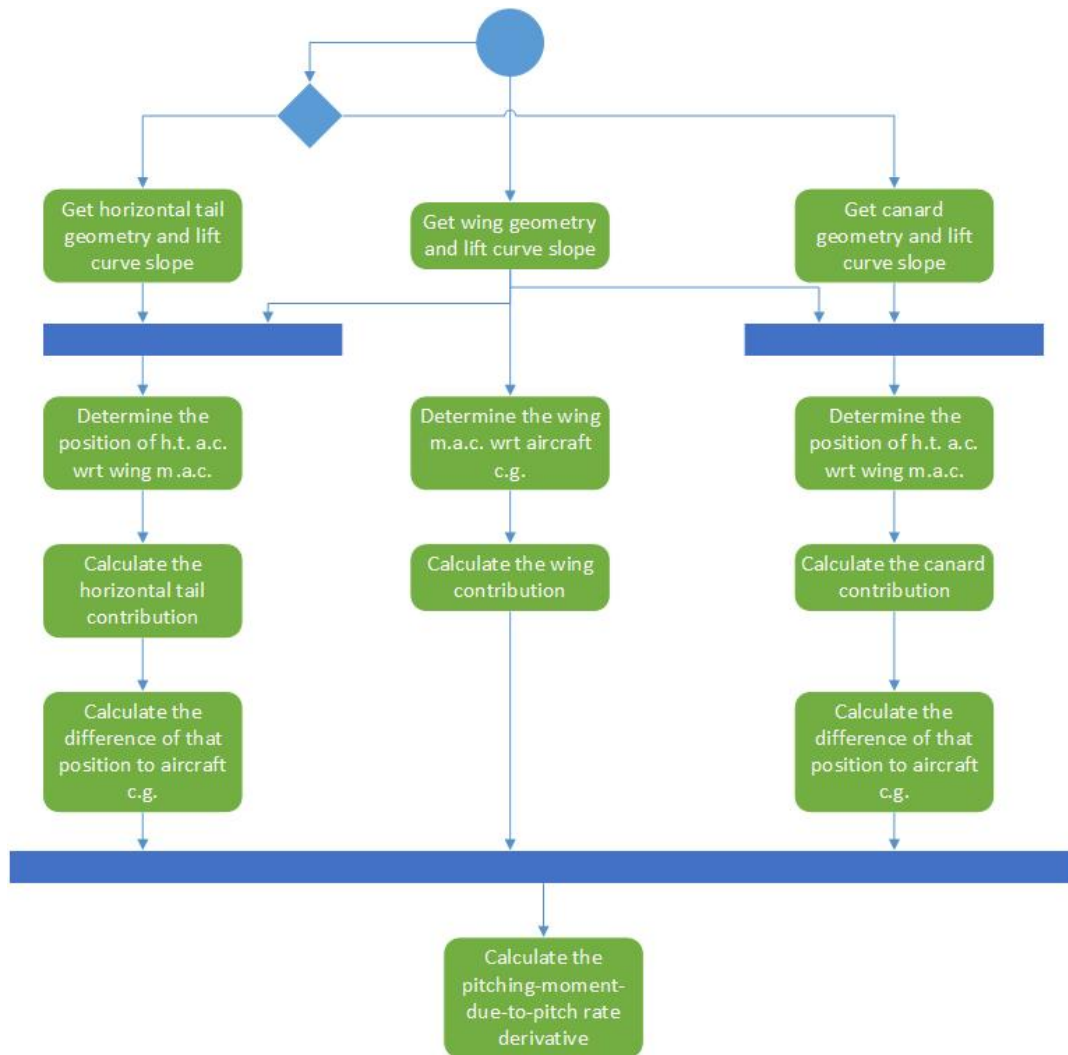 Get horizontal tail
geometry and lift
curve slope
Get wing geometry
and lift curve slope
Get canard
geometry and lift
curve slope
Determine the
position of h.t. a.c.
wrt wing m.a.c.
Determine the wing
m.a.c. wrt aircraft
c.g.
Determine the
position of h.t. a.c.
wrt wing m.a.c.
Calculate the
horizontal tail
contribution
Calculate the wing
contribution
Calculate the canard
contribution
Calculate the
difference of that
position to aircraft
c.g.
Calculate the
difference of that
position to aircraft
c.g.
Calculate the
pitching-moment-
due-to-pitch rate
derivative